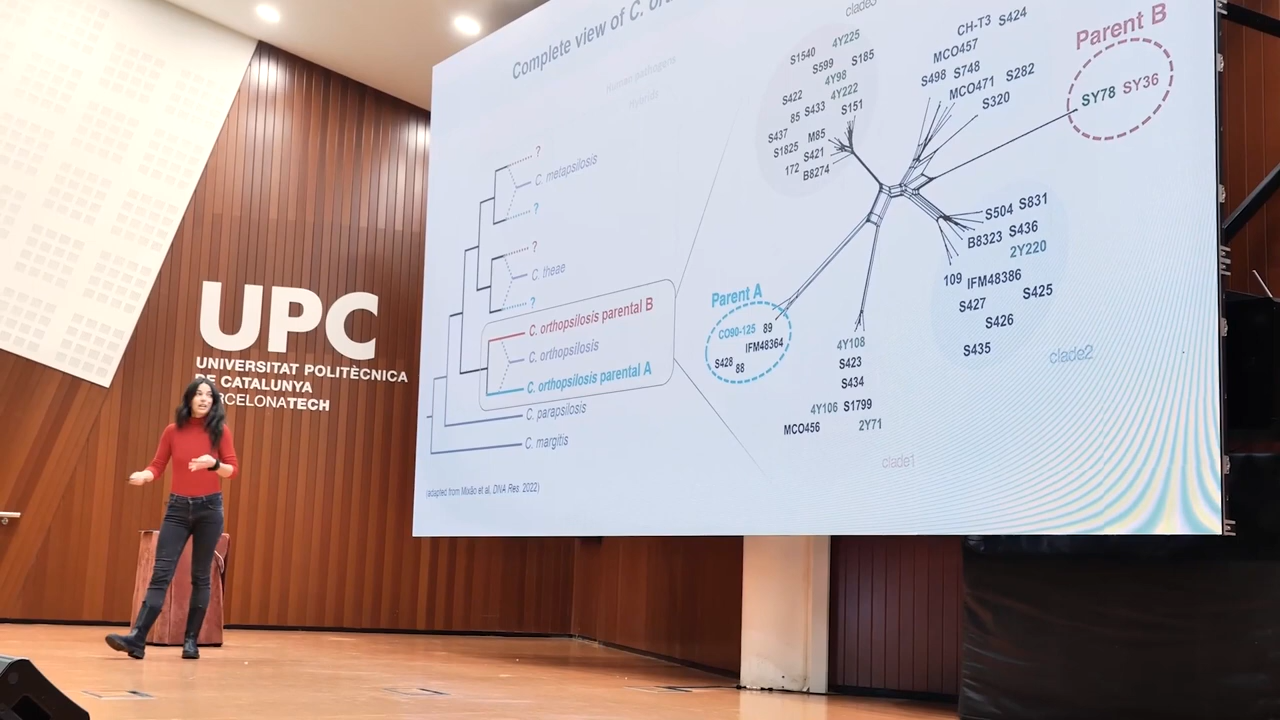 Complete view of C. or
Human pathogens
Hybrids
?
C. metapsilosis
?
?
C. theae
?
C. orthopsilosis parental B
C. orthopsilosis
C. orthopsilosis parental A
C. parapsilosis
C. margitis
(adapted from Mixão et al, DNA Res. 2022)
clade3
S1540 4Y225
S599 S185
4Y98
S422 4Y222
85 S433 S151
S437 M85
S1825 S421
172 B8274
CH-T3 S424
MCO457
S498 S748
MCO471 S282
S320
Parent B
SY78 SY36
S504 S831
B8323 S436
2Y220
109 IFM48386
S427 S425
S426
S435
clade2
Parent A
CO90-125 89
IFM48364
S428 88
4Y108
S423
S434
4Y106 S1799
MCO456 2Y71
clade1
UPC
UNIVERSITAT POLITÈCNICA
DE CATALUNYA
BARCELONATECH